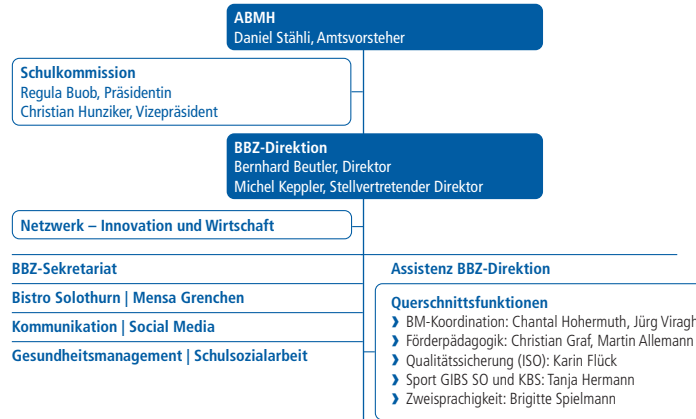 ABMH
Daniel Stähli, Amtsvorsteher
Schulkommission
Regula Buob, Präsidentin
Christian Hunziker, Vizepräsident
BBZ-Direktion
Bernhard Beutler, Direktor
Michel Keppler, Stellvertretender Direktor
Netzwerk – Innovation und Wirtschaft
BBZ-Sekretariat
Bistro Solothurn | Mensa Grenchen
Kommunikation | Social Media
Gesundheitsmanagement | Schulsozialarbeit
Assistenz BBZ-Direktion
Querschnittsfunktionen
❱ BM-Koordination: Chantal Hohermuth, Jürg Viragh
❱ Förderpädagogik: Christian Graf, Martin Allemann
❱ Qualitätssicherung (ISO): Karin Flück
❱ Sport GIBS SO und KBS: Tanja Hermann
❱ Zweisprachigkeit: Brigitte Spielmann